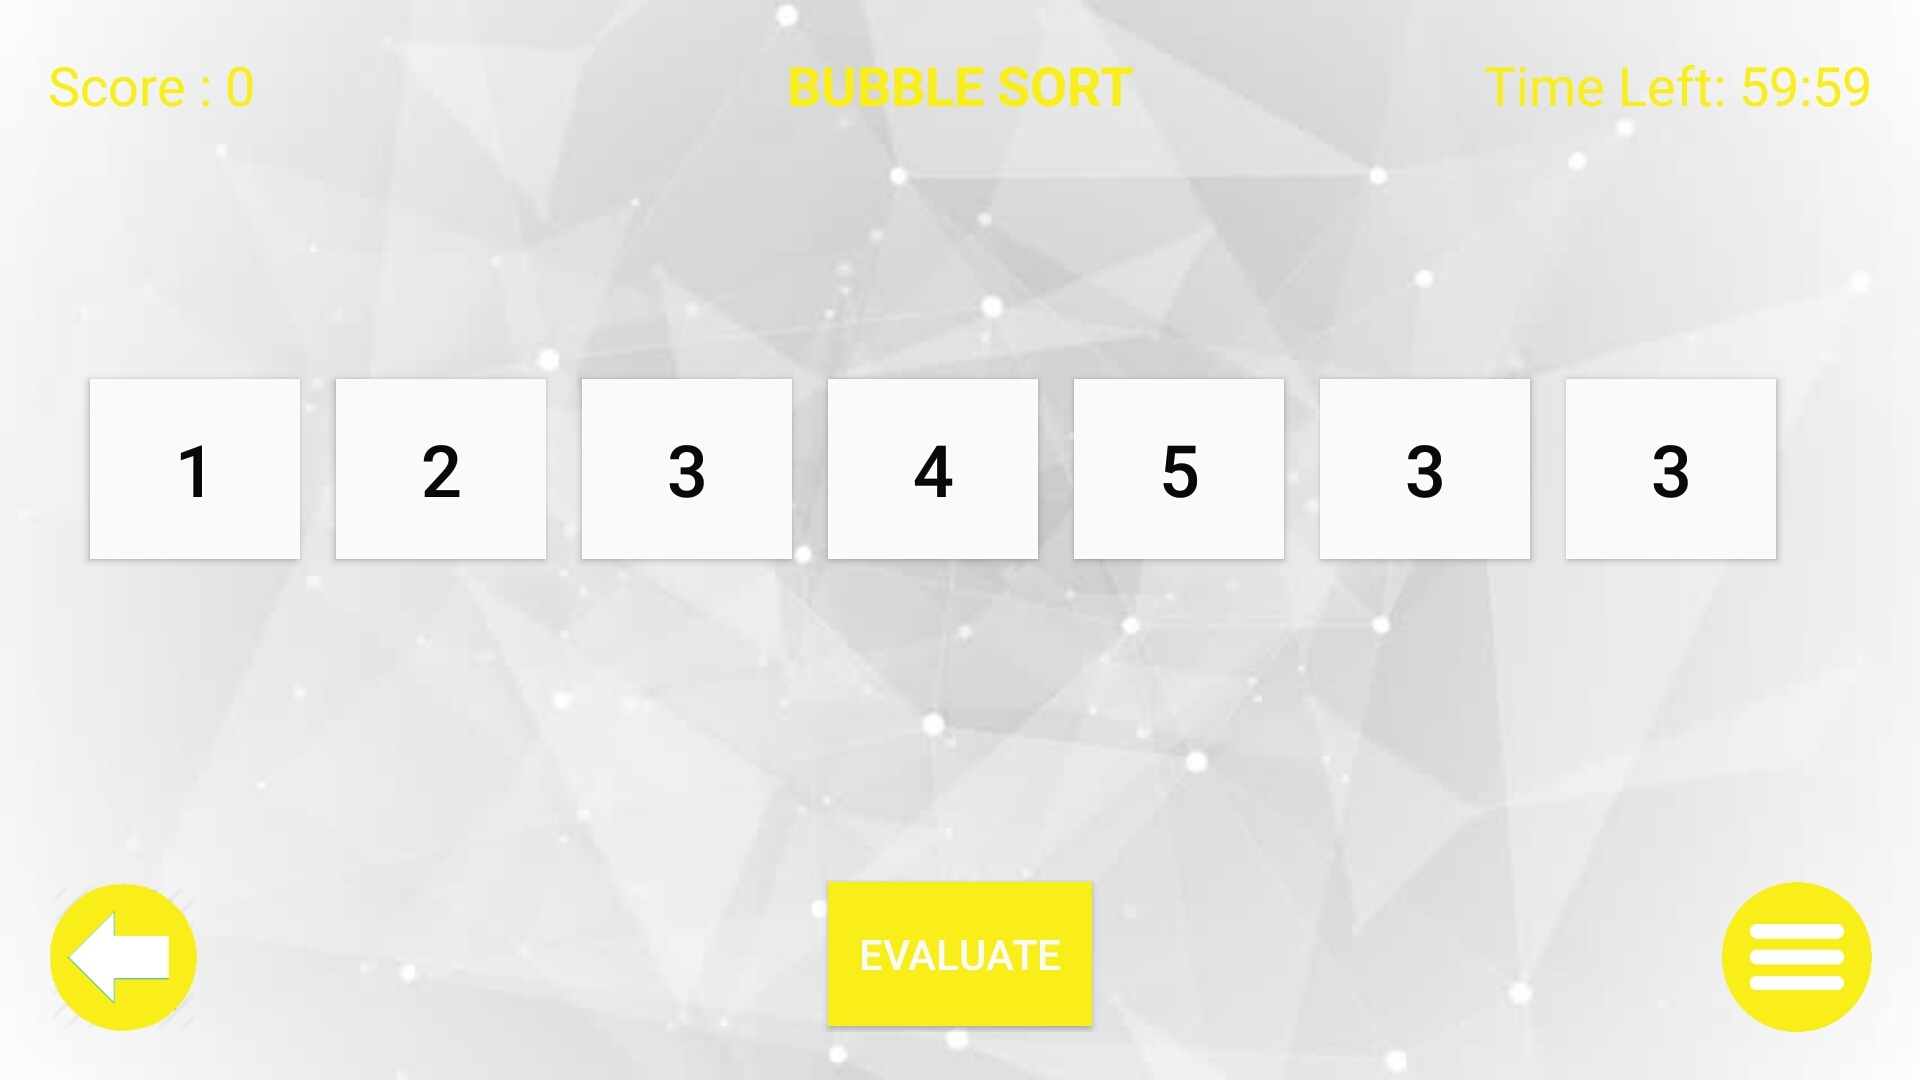 Score : 0
BUBBLE SORT
Time Left: 59:59
1 2 3 4 5 3 3
EVALUATE